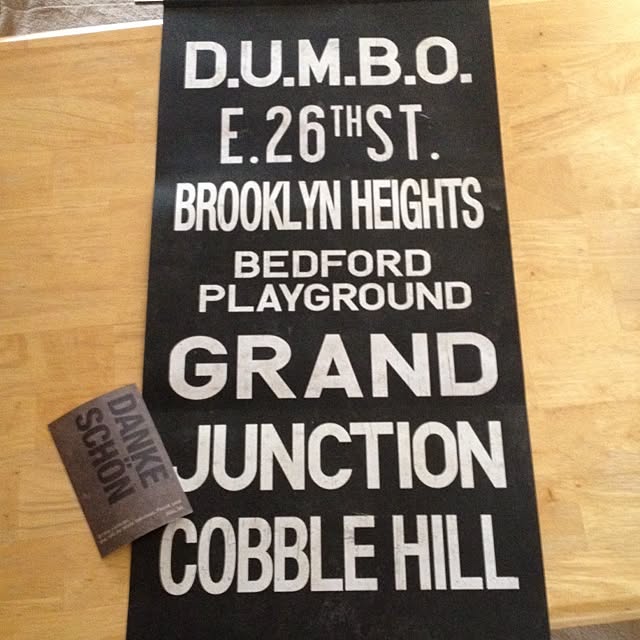 D.U.M.B.O.
E.26TH ST.
BROOKLYN HEIGHTS
BEDFORD
PLAYGROUND
GRAND
JUNCTION
COBBLE HILL
DANKE
SCHÖN